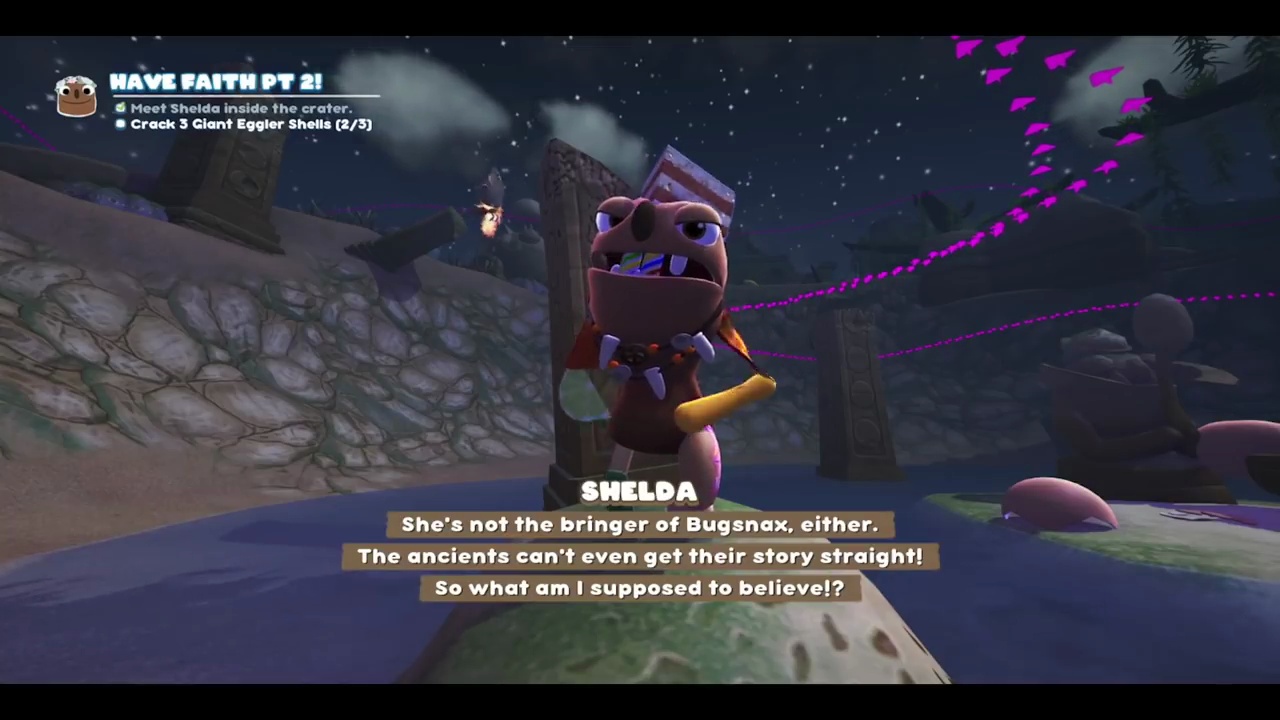 HAVE FAITH PT 2!
Meet Shelda inside the crater.
Crack 3 Giant Eggler Shells (2/3)
SHELDA
She's not the bringer of Bugsnax, either.
The ancients can't even get their story straight!
So what am I supposed to believe!?